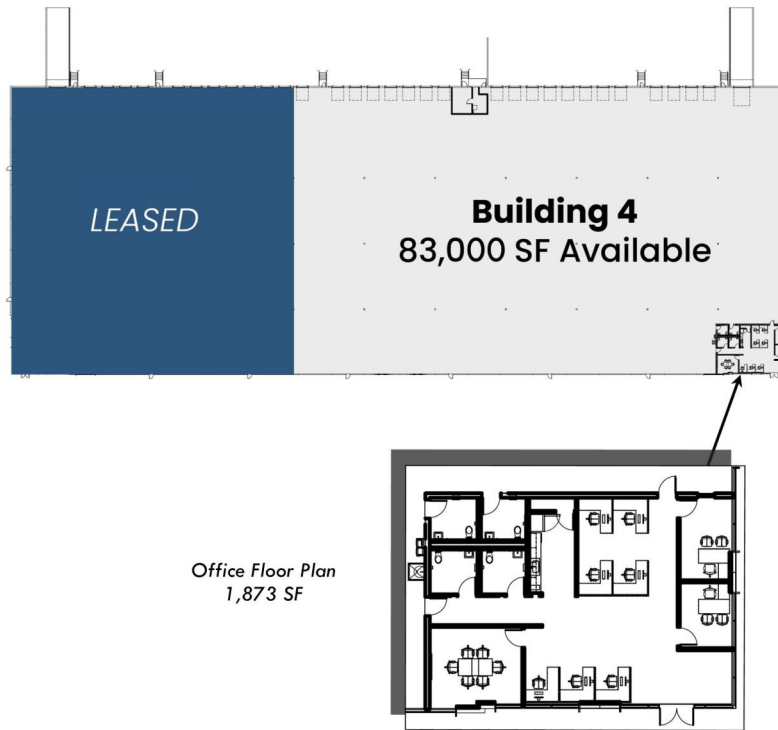 LEASED
Building 4
83,000 SF Available
Office Floor Plan
1,873 SF